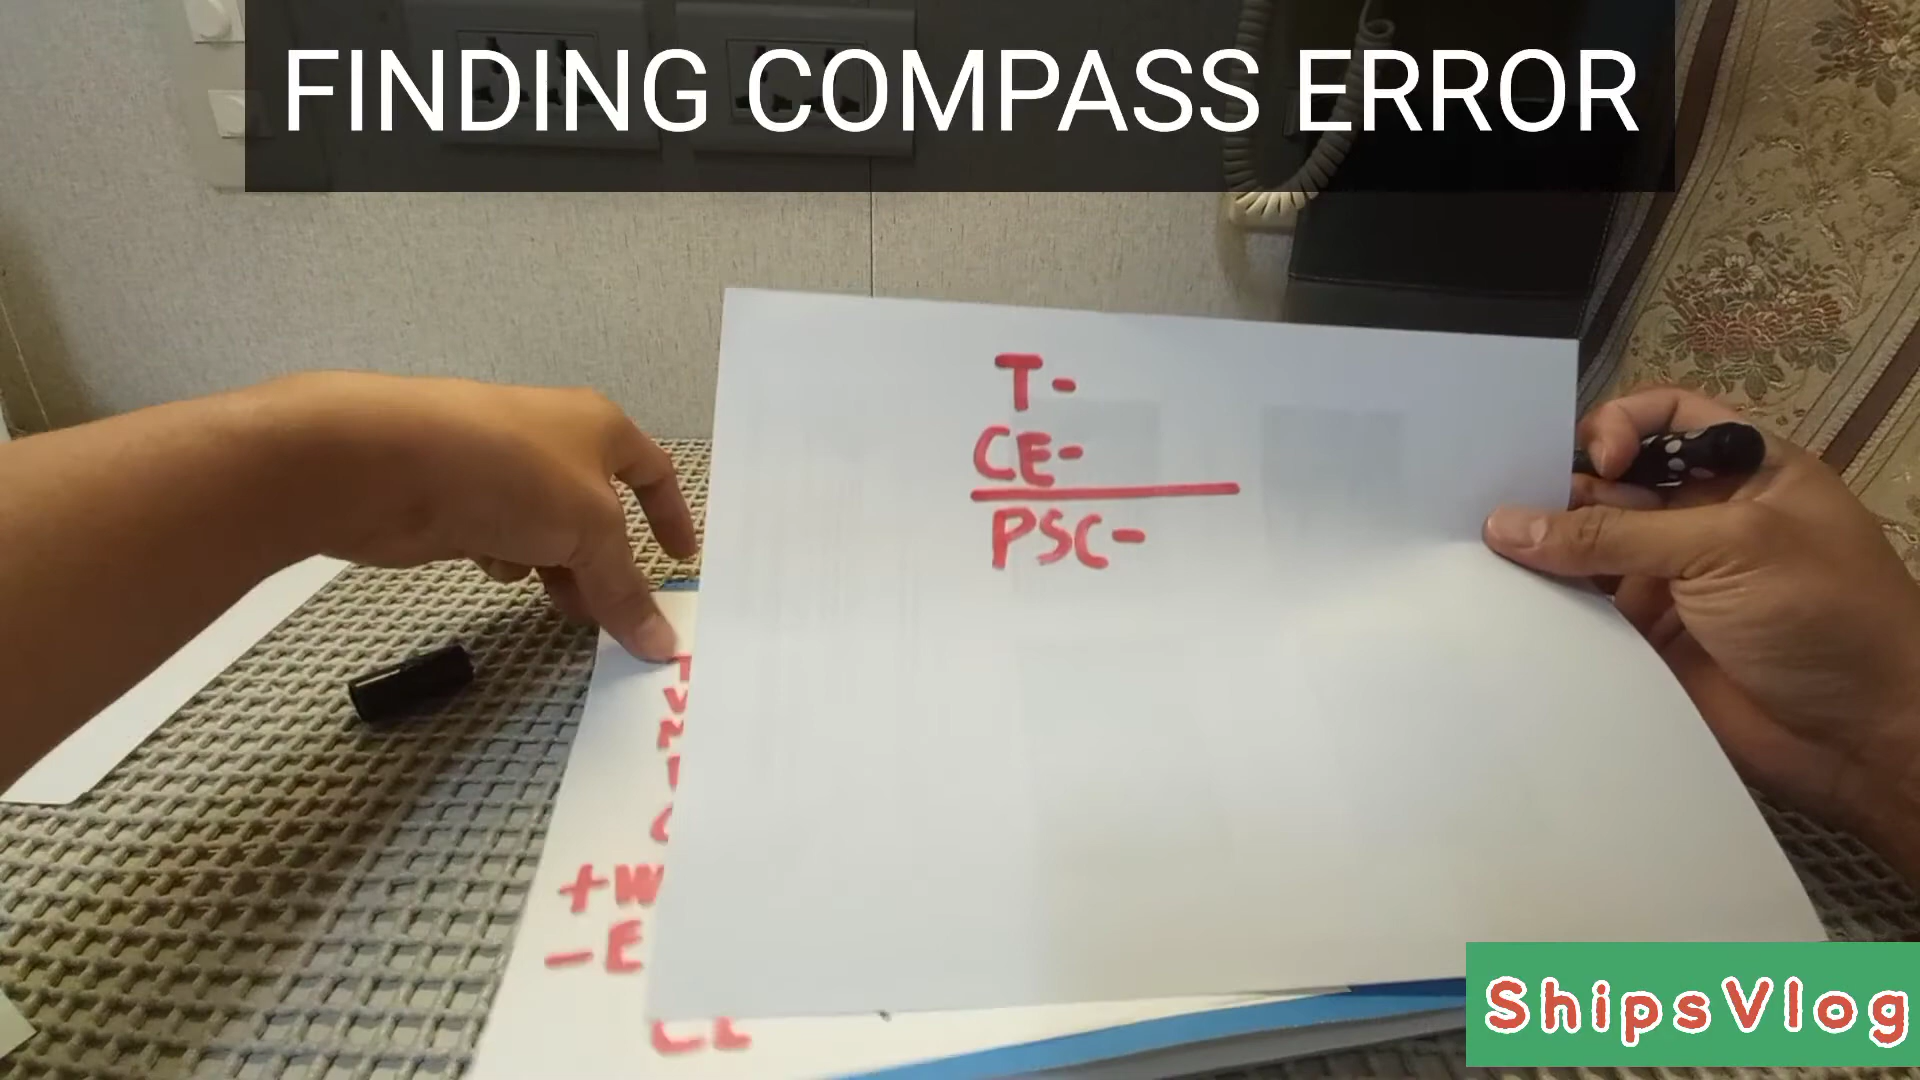 FINDING COMPASS ERROR
T-
CE-
PSC-
T
V
+W
-E
ShipsVlog